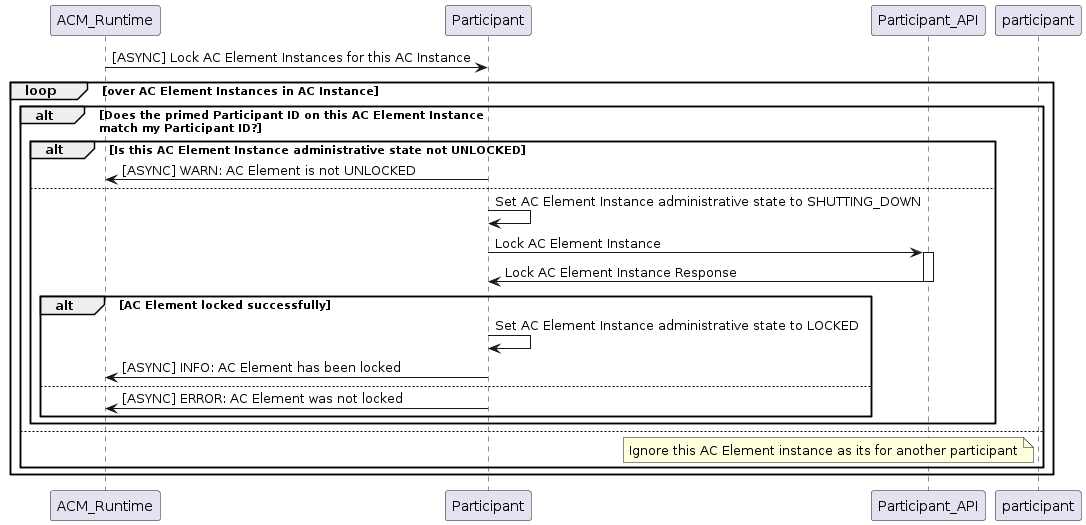 ACM_Runtime Participant Participant_API participant
[ASYNC] Lock AC Element Instances for this AC Instance
loop [over AC Element Instances in AC Instance]
alt [Does the primed Participant ID on this AC Element Instance
match my Participant ID?]
alt [Is this AC Element Instance administrative state not UNLOCKED]
[ASYNC] WARN: AC Element is not UNLOCKED
Set AC Element Instance administrative state to SHUTTING_DOWN
Lock AC Element Instance
Lock AC Element Instance Response
alt [AC Element locked successfully]
Set AC Element Instance administrative state to LOCKED
[ASYNC] INFO: AC Element has been locked
[ASYNC] ERROR: AC Element was not locked
Ignore this AC Element instance as its for another participant
ACM_Runtime Participant Participant_API participant